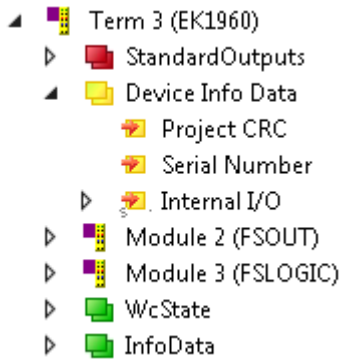 Term 3 (EK1960)
StandardOutputs
Device Info Data
Project CRC
Serial Number
Internal I/O
Module 2 (FSOUT)
Module 3 (FSLOGIC)
WcState
InfoData